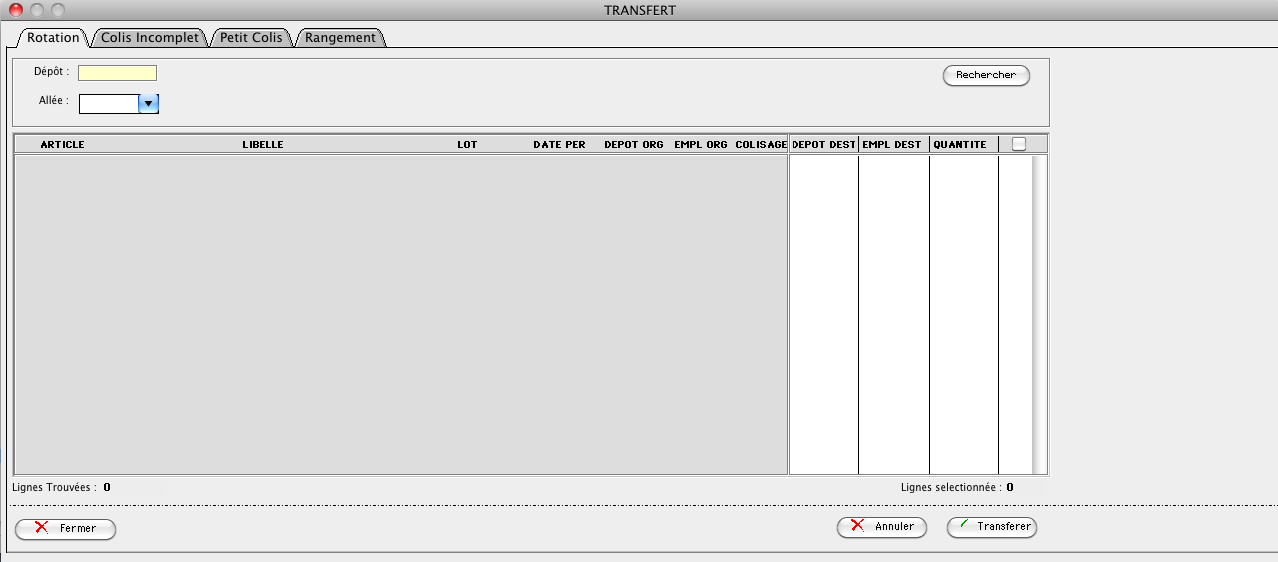 TRANSFERT
Rotation Colis Incomplet Petit Colis Rangement
Dépôt :
Rechercher
Allée :
ARTICLE LIBELLE LOT DATE PER DEPOT ORG EMPL ORG COLISAGE DEPOT DEST EMPL DEST QUANTITE
Lignes Trouvées : 0 Lignes selectionnée : 0
Fermer Annuler Transferer